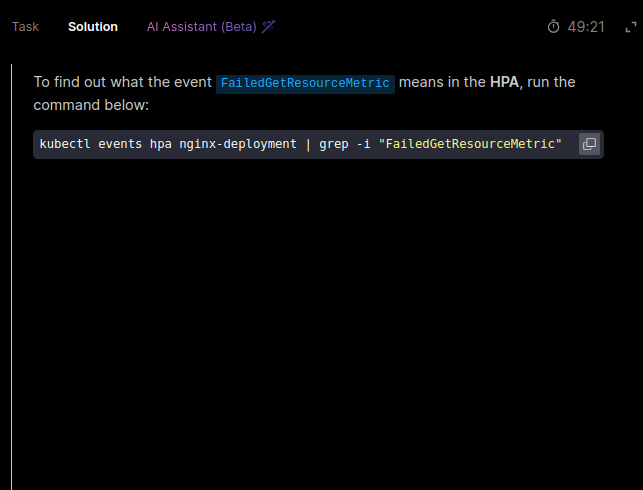 Task Solution AI Assistant (Beta) 49:21
To find out what the event FailedGetResourceMetric means in the HPA, run the
command below:
kubectl events hpa nginx-deployment | grep -i "FailedGetResourceMetric"